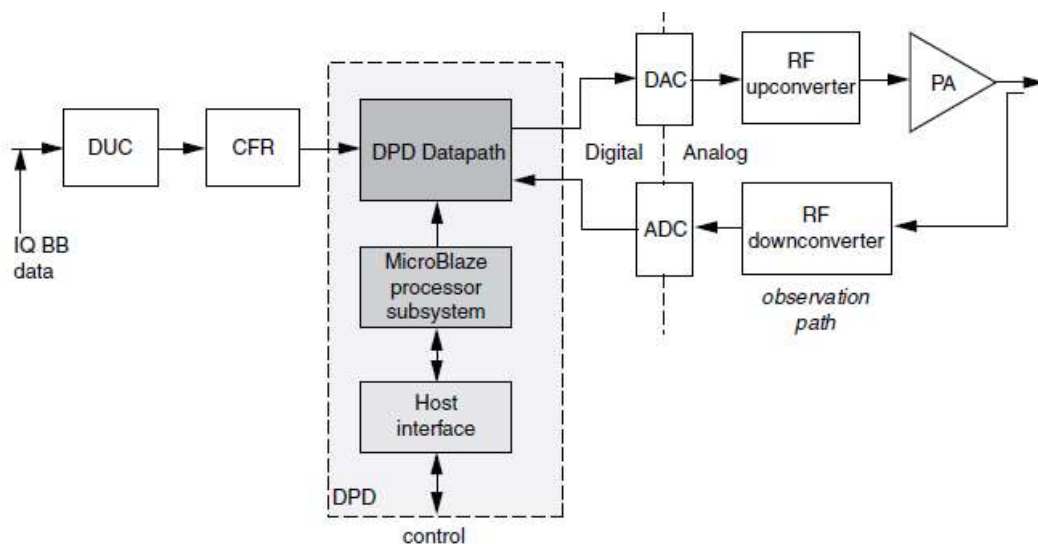 DUC
CFR
DPD Datapath
Digital
Analog
DAC
RF
upconverter
PA
IQ BB
data
MicroBlaze
processor
subsystem
ADC
RF
downconverter
observation
path
Host
interface
DPD
control